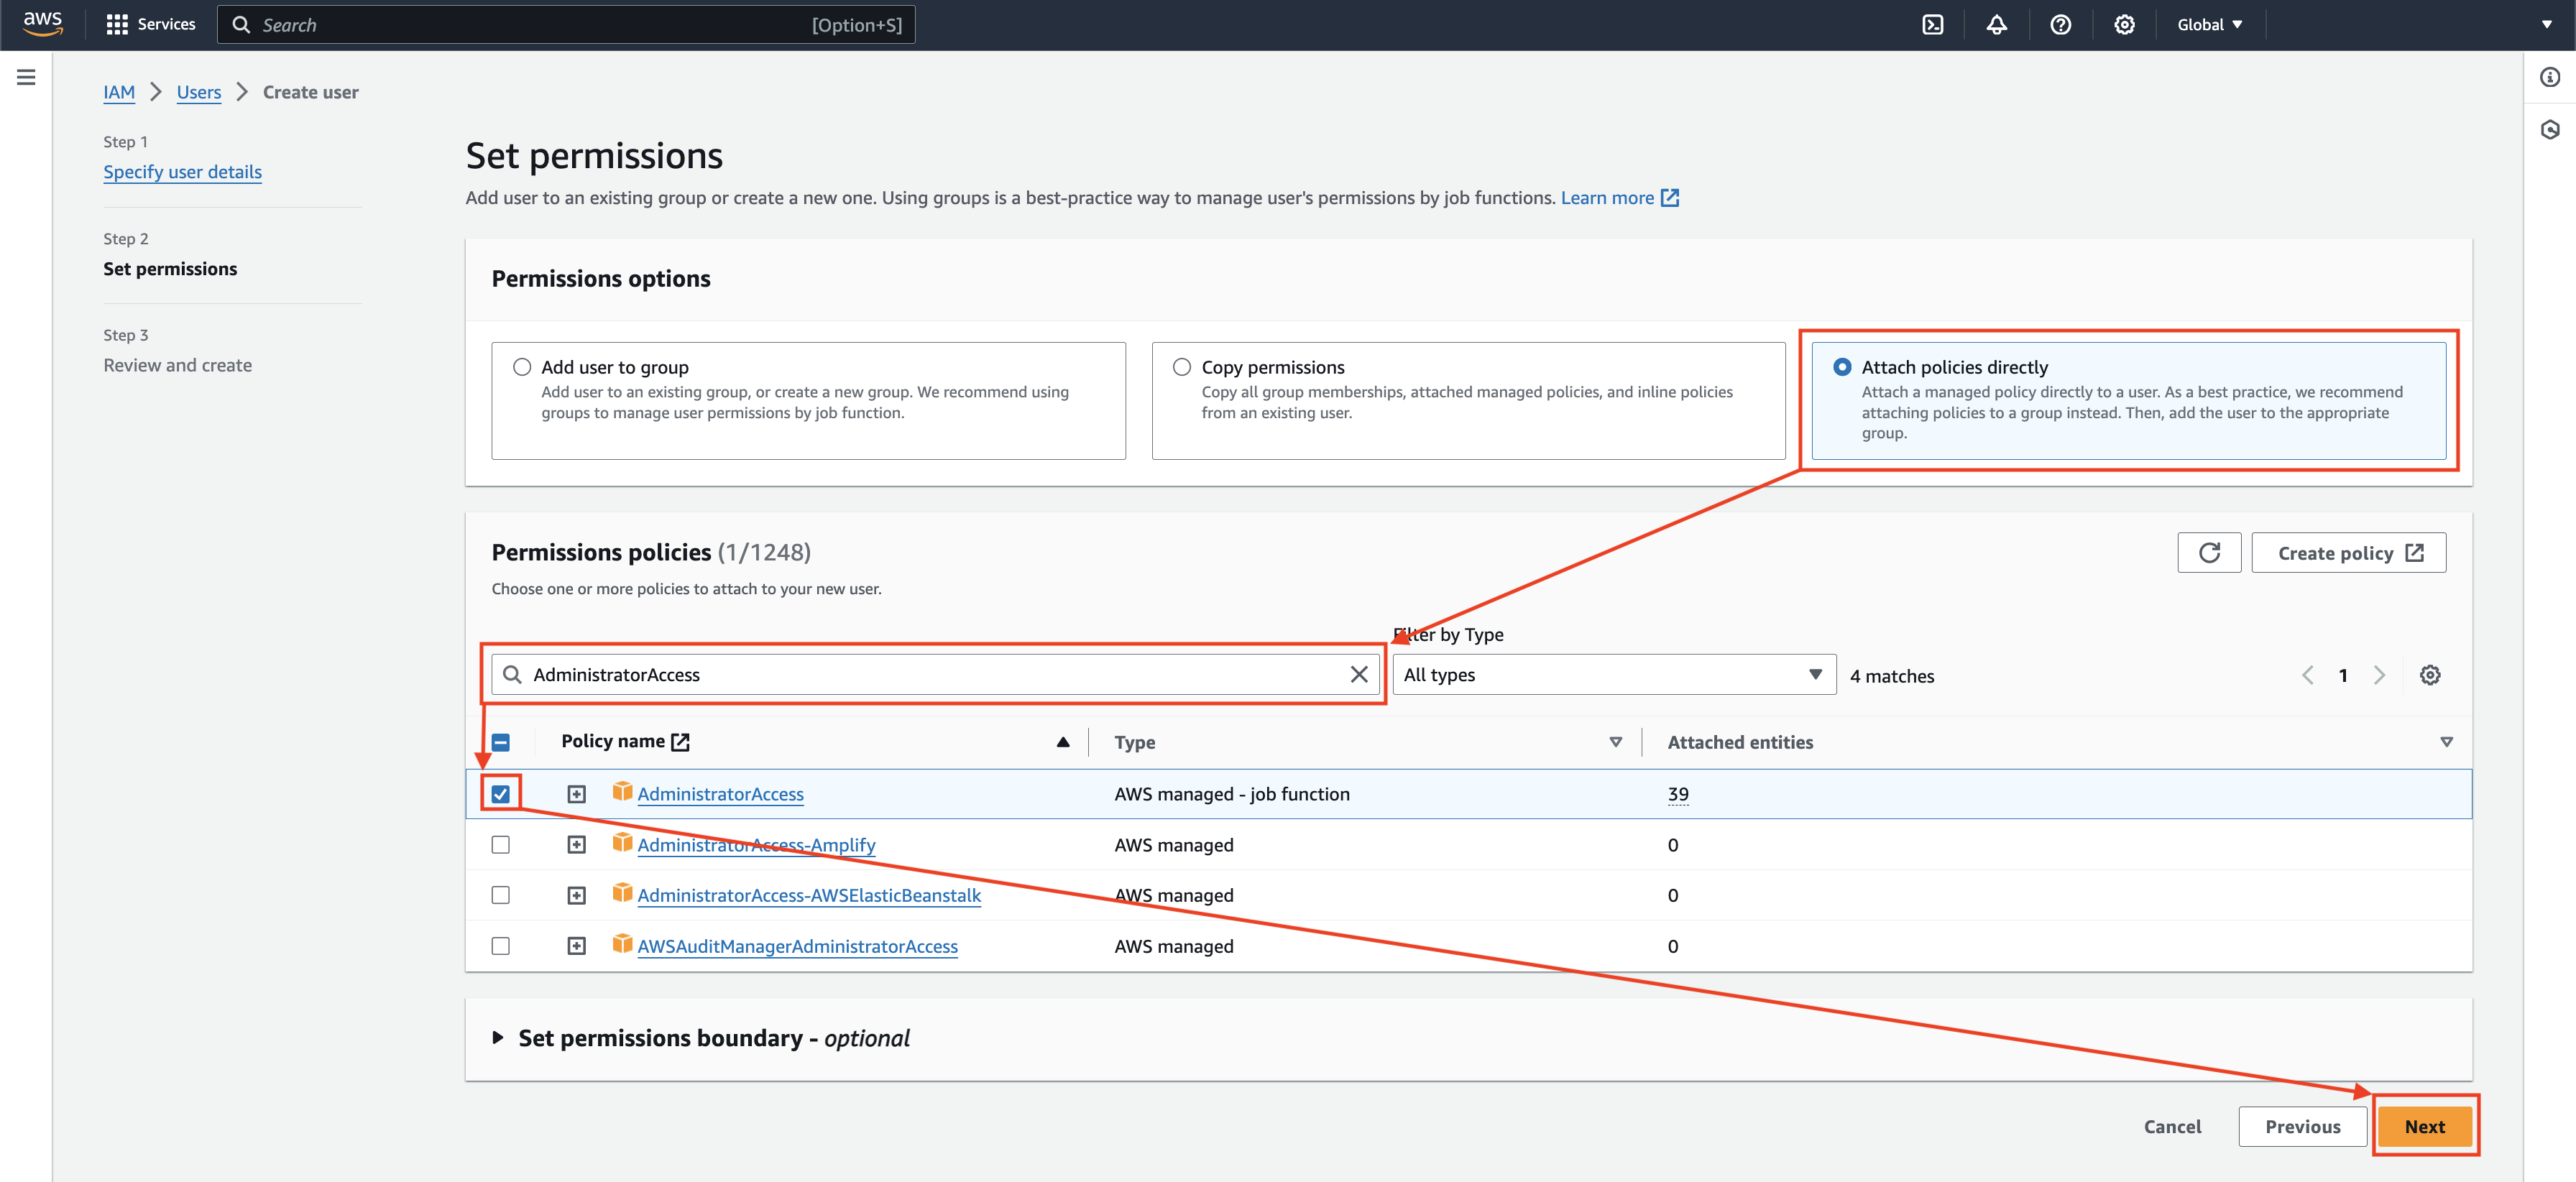 aws
Services
Search
[Option+S]
Global
IAM
Users
Create user
Step 1
Specify user details
Step 2
Set permissions
Step 3
Review and create
Set permissions
Add user to an existing group or create a new one. Using groups is a best-practice way to manage user's permissions by job functions. Learn more
Permissions options
Add user to group
Add user to an existing group, or create a new group. We recommend using
groups to manage user permissions by job function.
Copy permissions
Copy all group memberships, attached managed policies, and inline policies
from an existing user.
Attach policies directly
Attach a managed policy directly to a user. As a best practice, we recommend
attaching policies to a group instead. Then, add the user to the appropriate
group.
Permissions policies (1/1248)
Choose one or more policies to attach to your new user.
Create policy
Filter by Type
AdministratorAccess
All types
4 matches
1
Policy name
Type
Attached entities
AdministratorAccess
AWS managed - job function
39
AdministratorAccess-Amplify
AWS managed
0
AdministratorAccess-AWSElasticBeanstalk
AWS managed
0
AWSAuditManagerAdministratorAccess
AWS managed
0
Set permissions boundary - optional
Cancel
Previous
Next